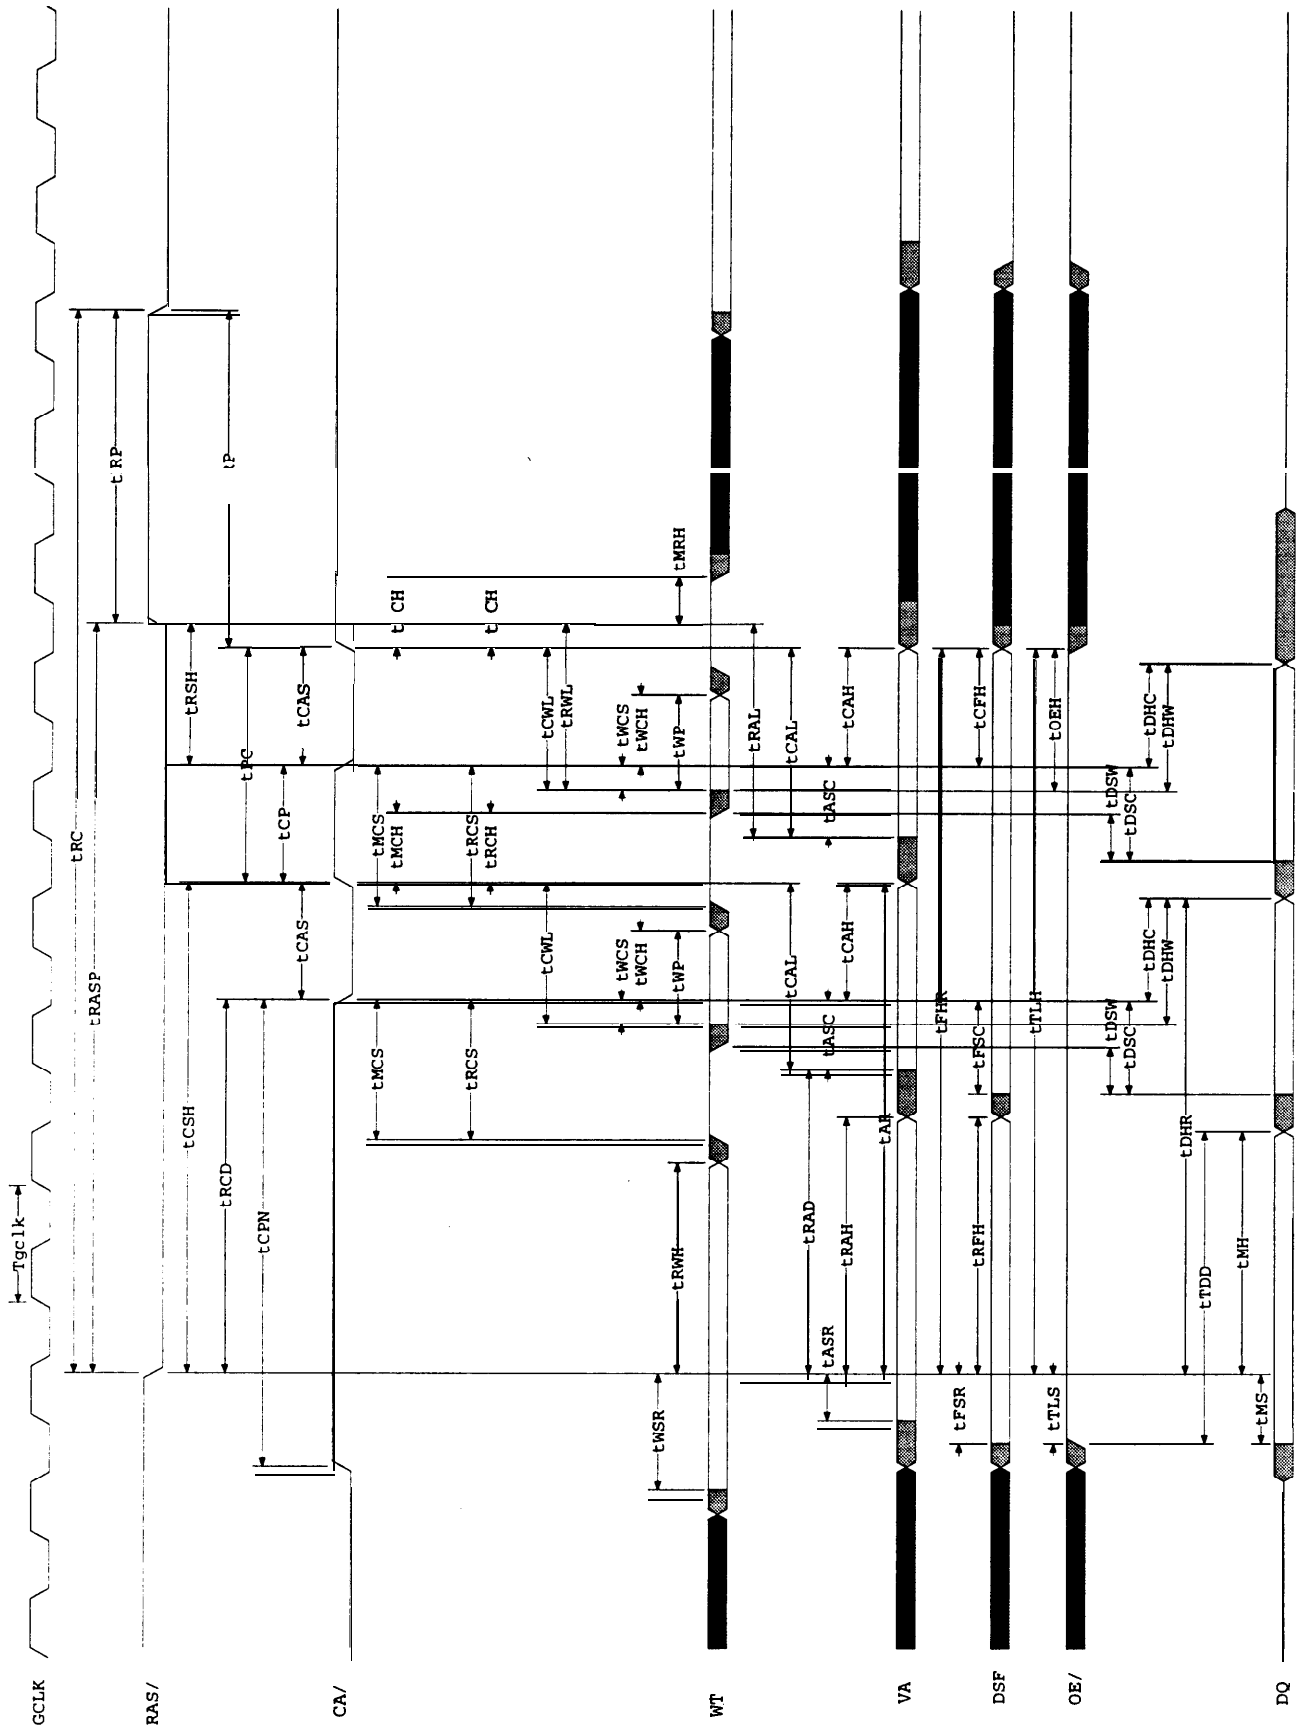 GCLK
Tgclk
RAS/
tRC
tRASP
tRP
tCSH
tRSH
tRCD
tPC
tP
tCPN
tCP
CA/
tCAS
tCAS
tMCS
tMCS
tMCH
t CH
tRCS
tRCS
tRCH
t CH
tCWL
tCWL
tRWL
tWCS
tWCH
tWCS
tWCH
WT
tWSR
tRWH
tWP
tWP
tMRH
tRAL
tCAL
tCAL
tRAD
tASR
tASC
tASC
tRAH
tCAH
tCAH
tAR
VA
tFHR
tFSR
tRFH
tFSC
tCFH
DSF
tTLH
tTLS
tOEH
OE/
tDSW
tDSC
tDSW
tDSC
tDHC
tDHW
tDHC
tDHW
tDHR
tTDD
tMH
tMS
DQ